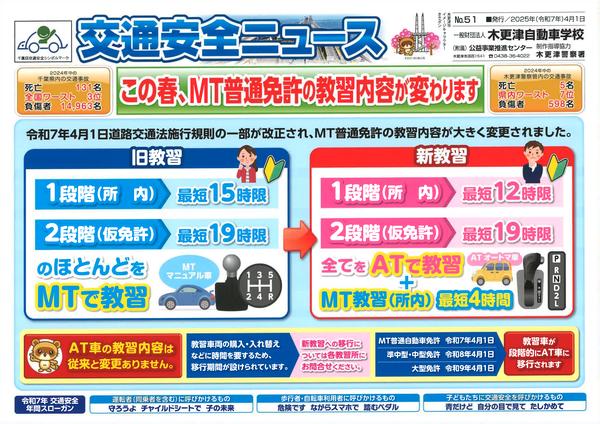 交通安全ニュース
千葉県交通安全シンボルマーク
No.51
■発行／2025年(令和7年)4月1日
一般財団法人 木更津自動車学校
(附属)公益事業推進センター 制作指導協力
☎0438-36-4022 木更津警察署
2024年中の
千葉県内の交通事故
死亡 131名
全国ワースト 3位
負傷者 14,963名
この春、MT普通免許の教習内容が変わります
2024年中の
木更津警察署管内の交通事故
死亡 5名
県内ワースト 7位
負傷者 598名
令和7年4月1日道路交通法施行規則の一部が改正され、MT普通免許の教習内容が大きく変更されました。
旧教習
1段階(所 内) 最短15時限
2段階(仮免許) 最短19時限
のほとんどを
MTで教習
MT
マニュアル車
1 3 5
2 4 R
新教習
1段階(所 内) 最短12時限
2段階(仮免許) 最短19時限
全てをATで教習
+
MT教習(所内) 最短4時間
AT・オートマ車
P
R
N
D
2
L
AT車の教習内容は
従来と変更ありません。
教習車両の購入・入れ替え
などに時間を要するため、
移行期間が設けられています。
新教習への移行に
ついては各教習所に
お問合せください。
MT普通自動車免許 令和7年4月1日
準中型・中型免許 令和8年4月1日
大型免許 令和9年4月1日
教習車が
段階的にAT車に
移行されます
令和7年 交通安全
年間スローガン
運転者(同乗者を含む)に呼びかけるもの
守ろうよ チャイルドシートで 子の未来
歩行者・自転車利用者に呼びかけるもの
危険です ながらスマホで 踏むペダル
子どもたちに交通安全を呼びかけるもの
青だけど 自分の目で見て たしかめて